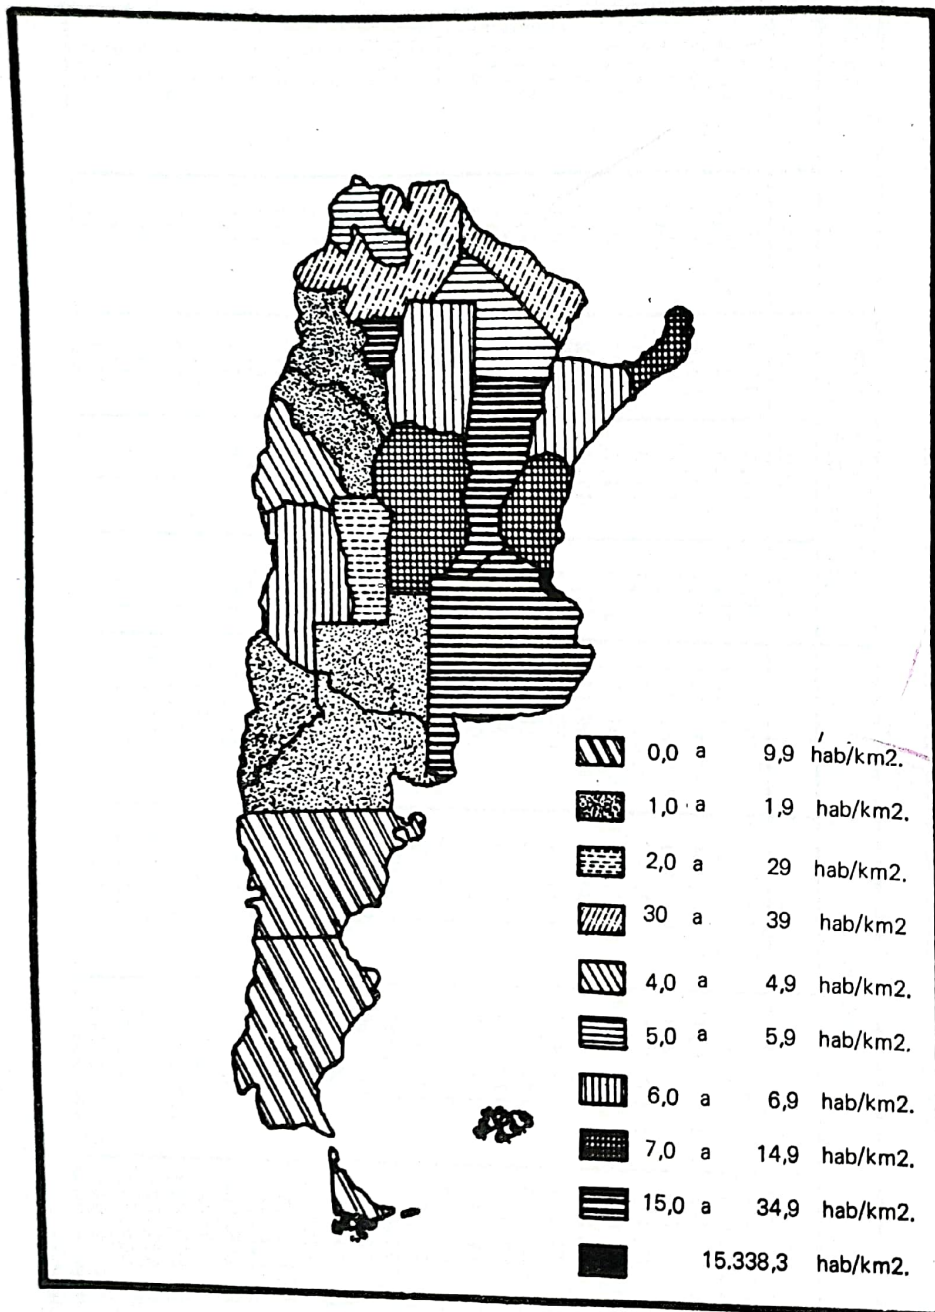 0,0 a 9,9 hab/km2.
1,0 a 1,9 hab/km2.
2,0 a 29 hab/km2.
30 a 39 hab/km2
4,0 a 4,9 hab/km2.
5,0 a 5,9 hab/km2.
6,0 a 6,9 hab/km2.
7,0 a 14,9 hab/km2.
15,0 a 34,9 hab/km2.
15.338,3 hab/km2.